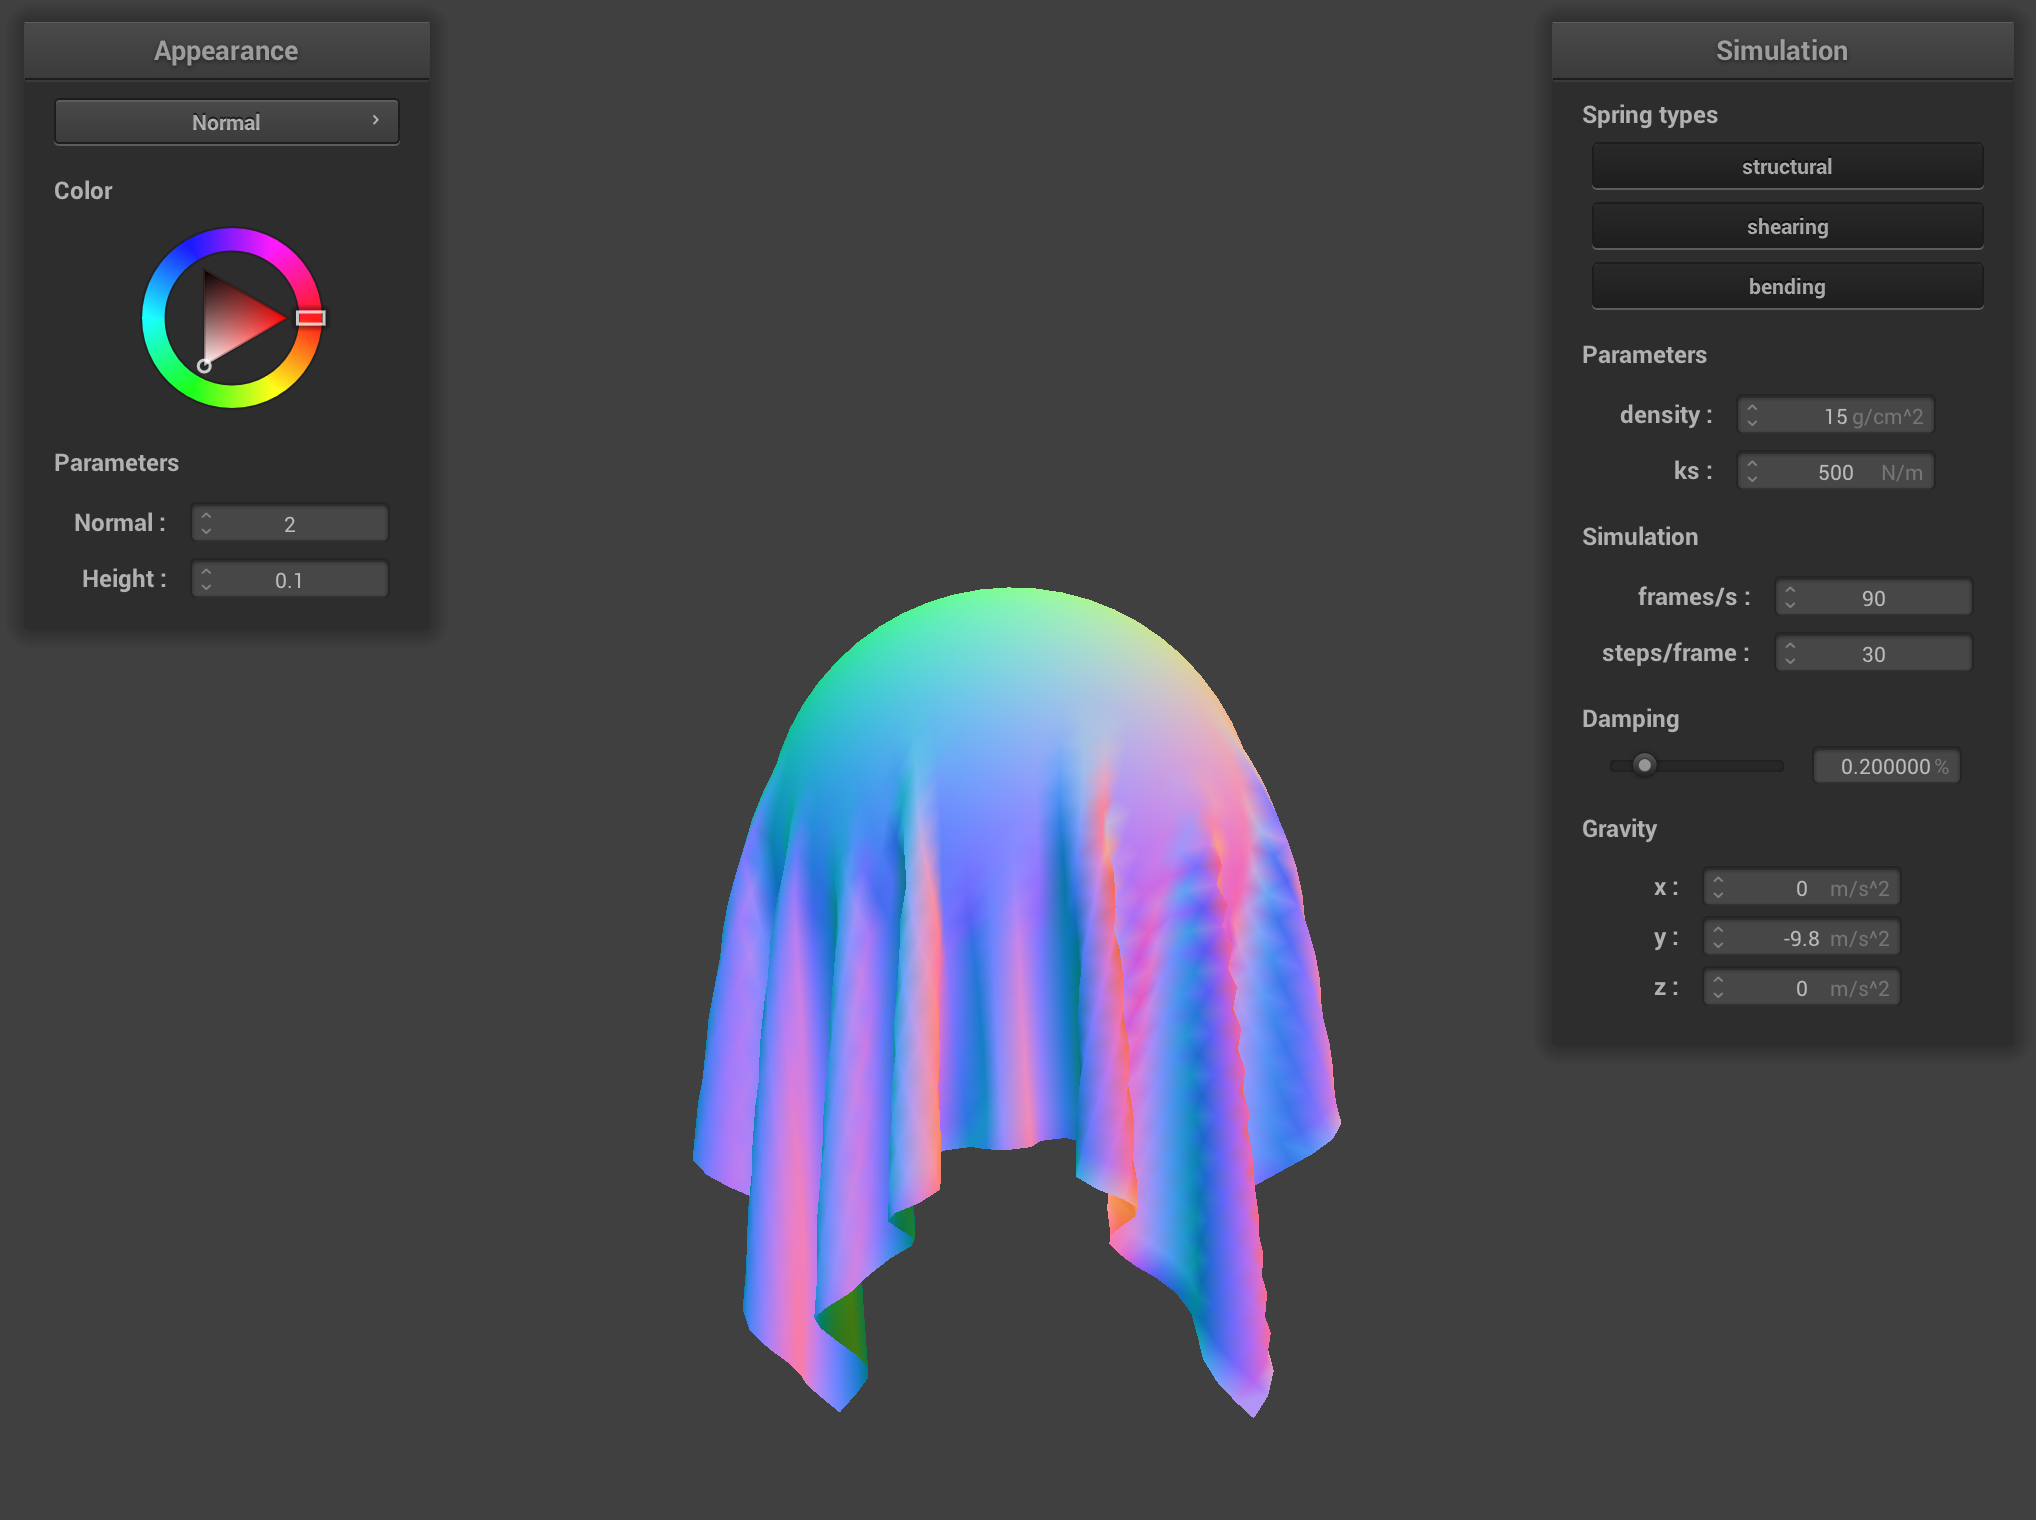 Appearance
Normal
Color
Parameters
Normal : 2
Height : 0.1
Simulation
Spring types
structural
shearing
bending
Parameters
density : 15 g/cm^2
ks : 500 N/m
Simulation
frames/s : 90
steps/frame : 30
Damping
0.200000 %
Gravity
x : 0 m/s^2
y : -9.8 m/s^2
z : 0 m/s^2